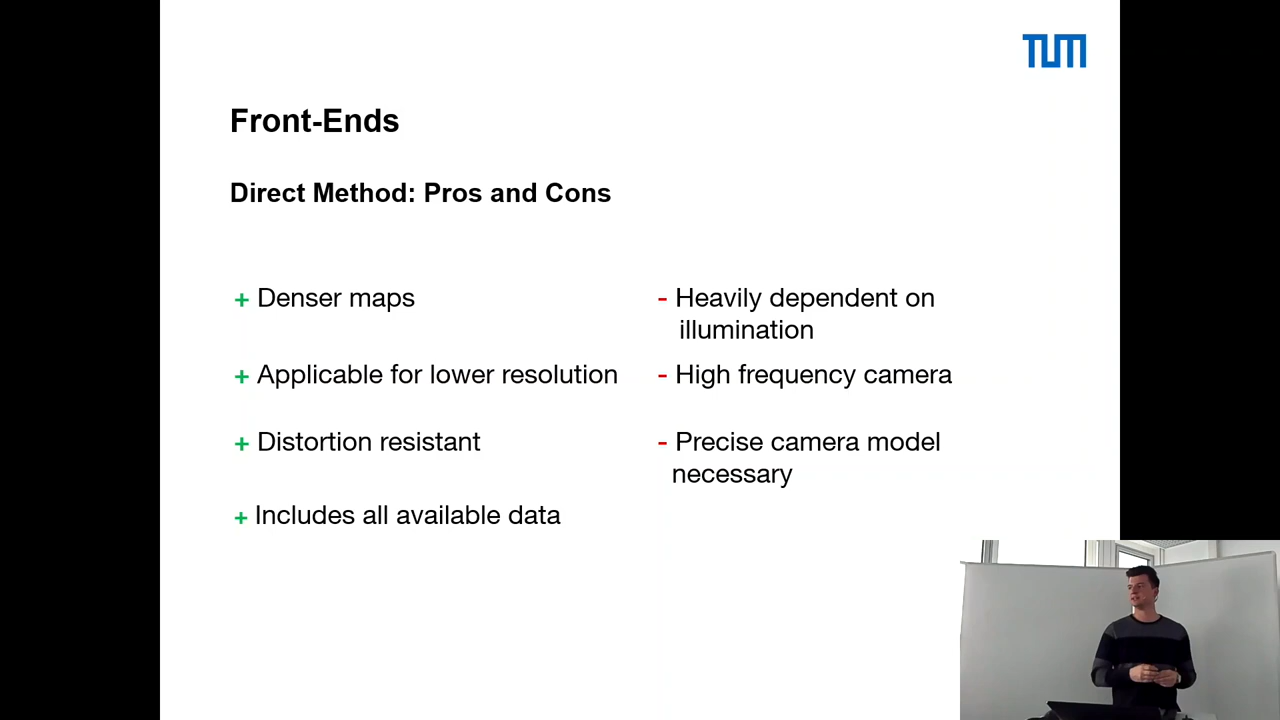 TUM
Front-Ends
Direct Method: Pros and Cons
+ Denser maps
+ Applicable for lower resolution
+ Distortion resistant
+ Includes all available data
- Heavily dependent on
illumination
- High frequency camera
- Precise camera model
necessary